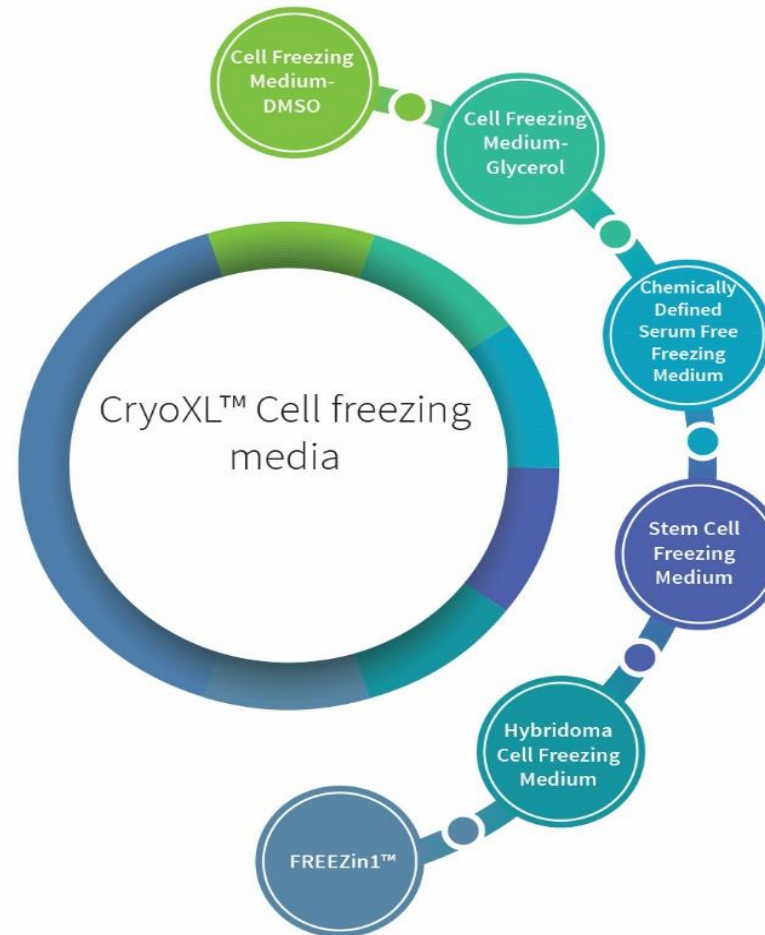 Cell Freezing
Medium-
DMSO
Cell Freezing
Medium-
Glycerol
Chemically
Defined
Serum Free
Freezing
Medium
CryoXL™ Cell freezing
media
Stem Cell
Freezing
Medium
Hybridoma
Cell Freezing
Medium
FREEZin1™